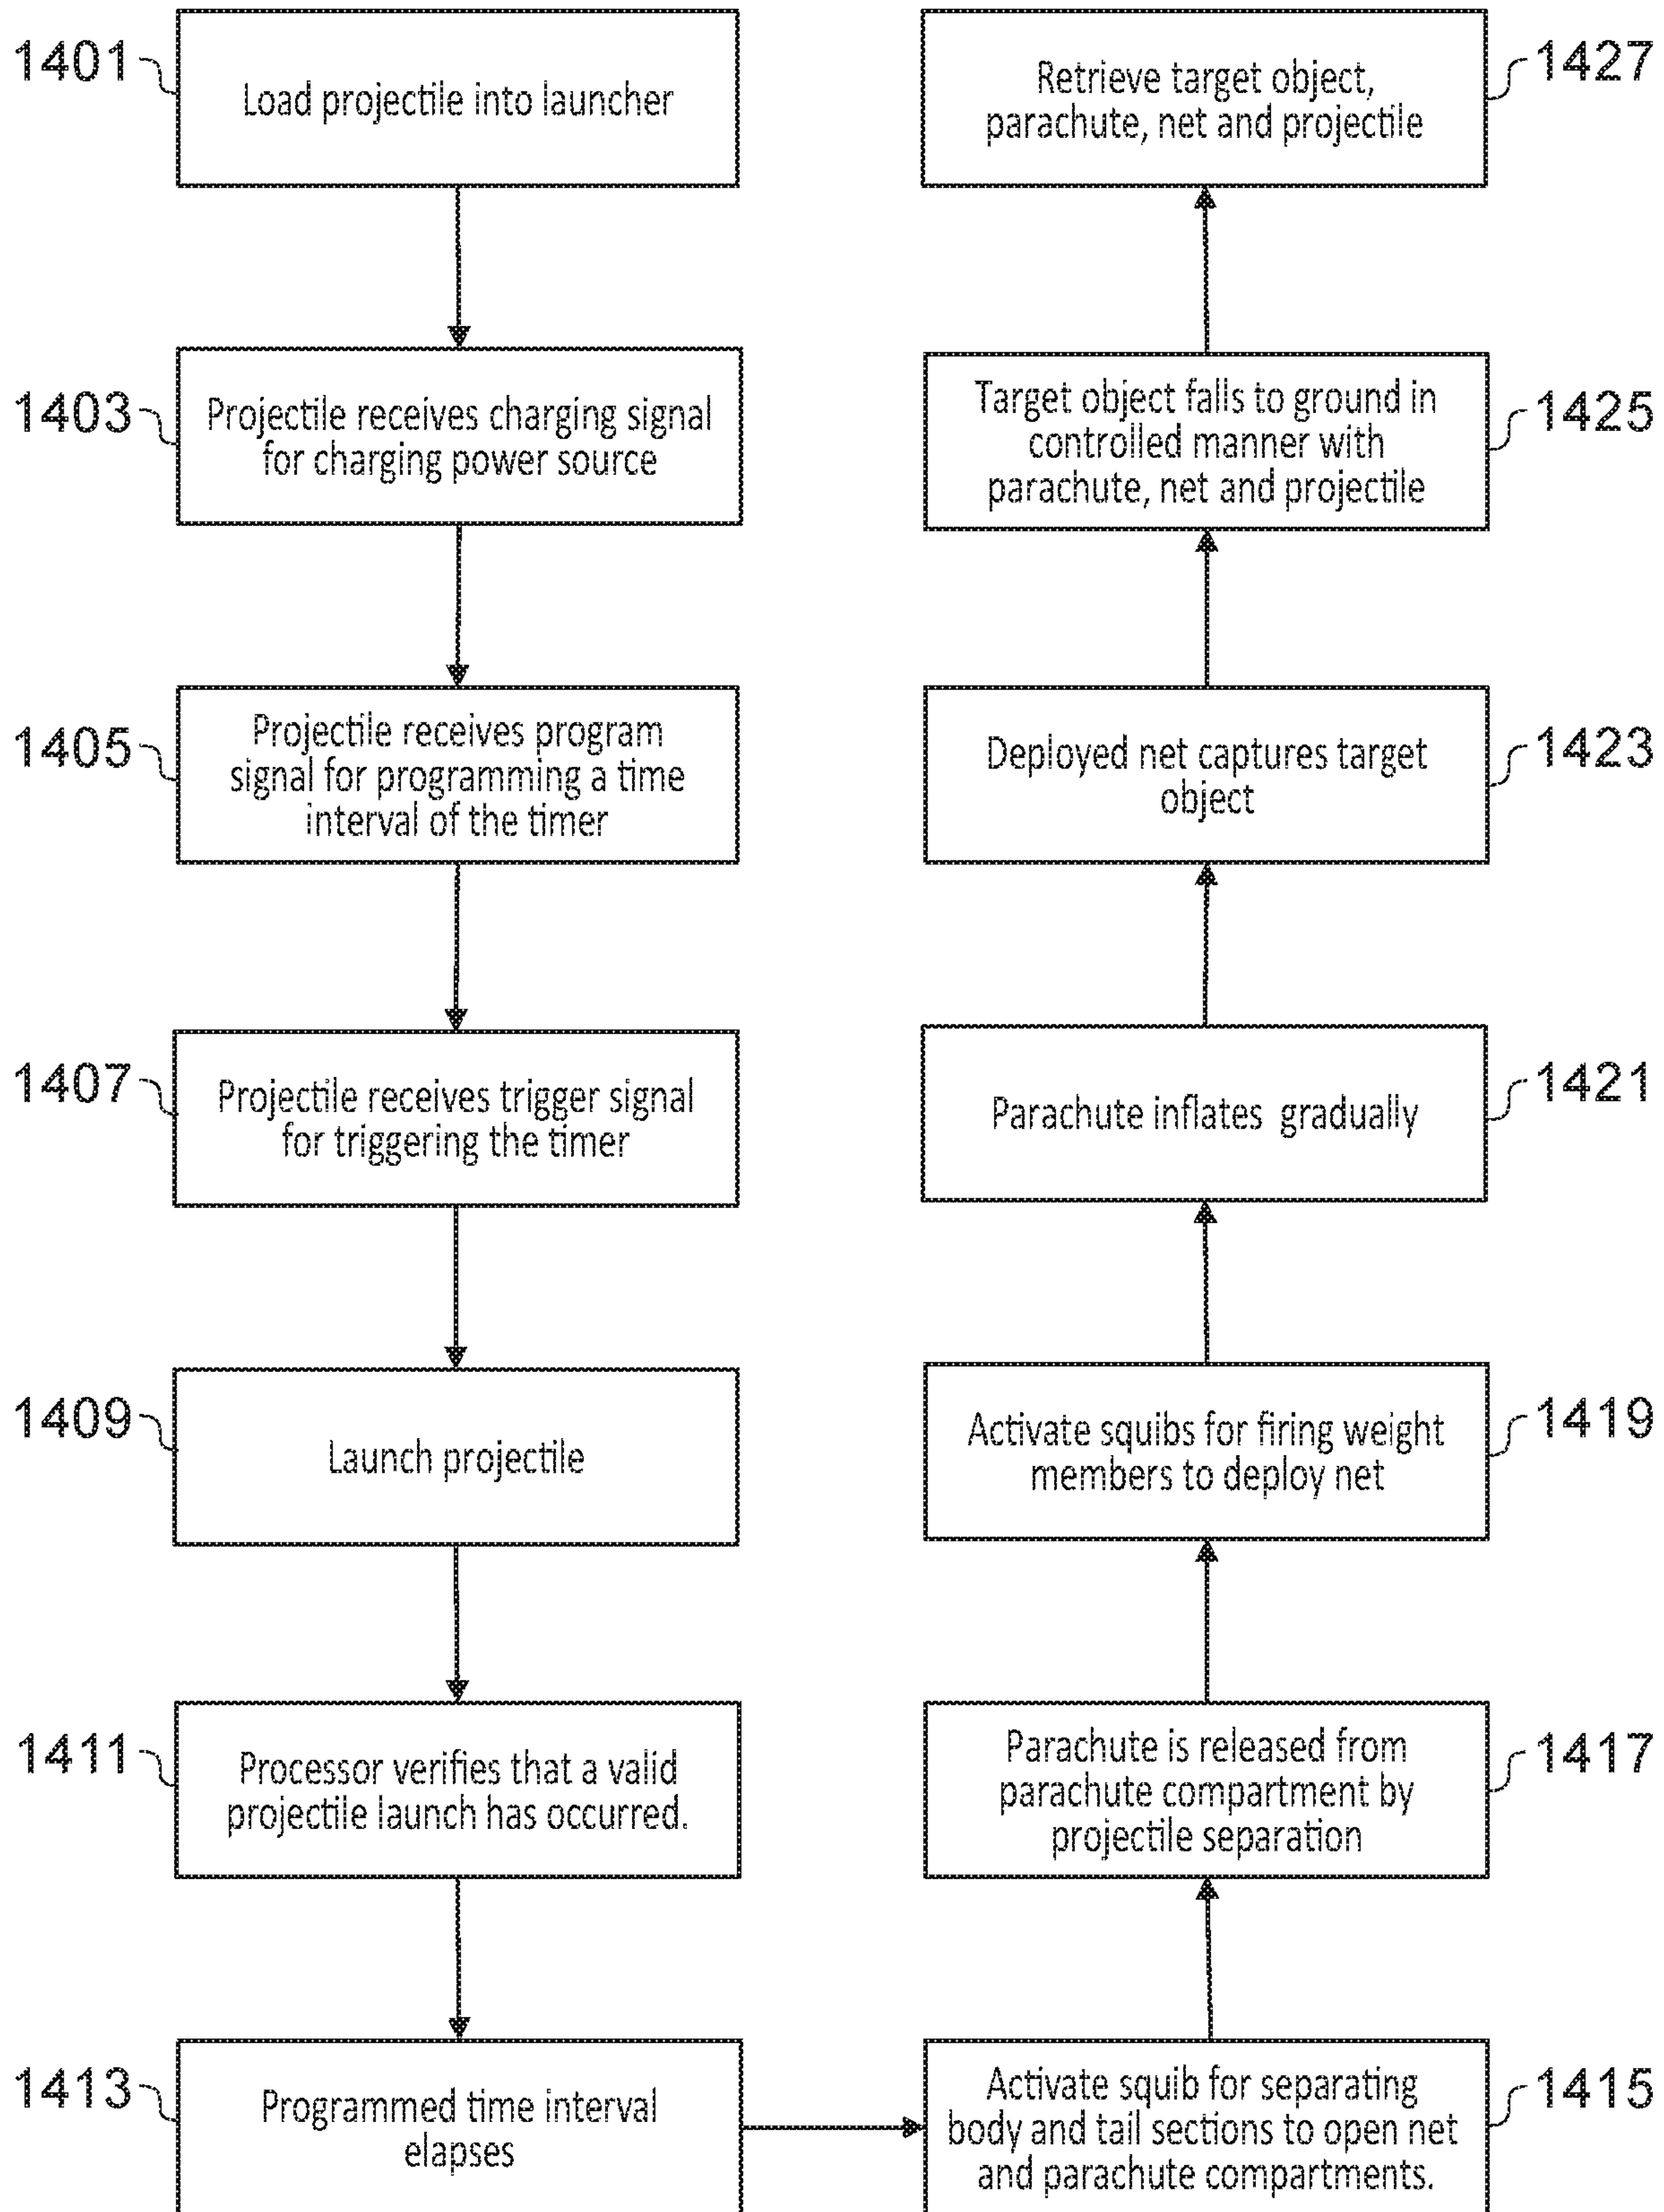 1401
Load projectile into launcher
1403
Projectile receives charging signal
for charging power source
1405
Projectile receives program
signal for programming a time
interval of the timer
1407
Projectile receives trigger signal
for triggering the timer
1409
Launch projectile
1411
Processor verifies that a valid
projectile launch has occurred.
1413
Programmed time interval
elapses
1415
Activate squib for separating
body and tail sections to open net
and parachute compartments.
1417
Parachute is released from
parachute compartment by
projectile separation
1419
Activate squibs for firing weight
members to deploy net
1421
Parachute inflates gradually
1423
Deployed net captures target
object
1425
Target object falls to ground in
controlled manner with
parachute, net and projectile
1427
Retrieve target object,
parachute, net and projectile